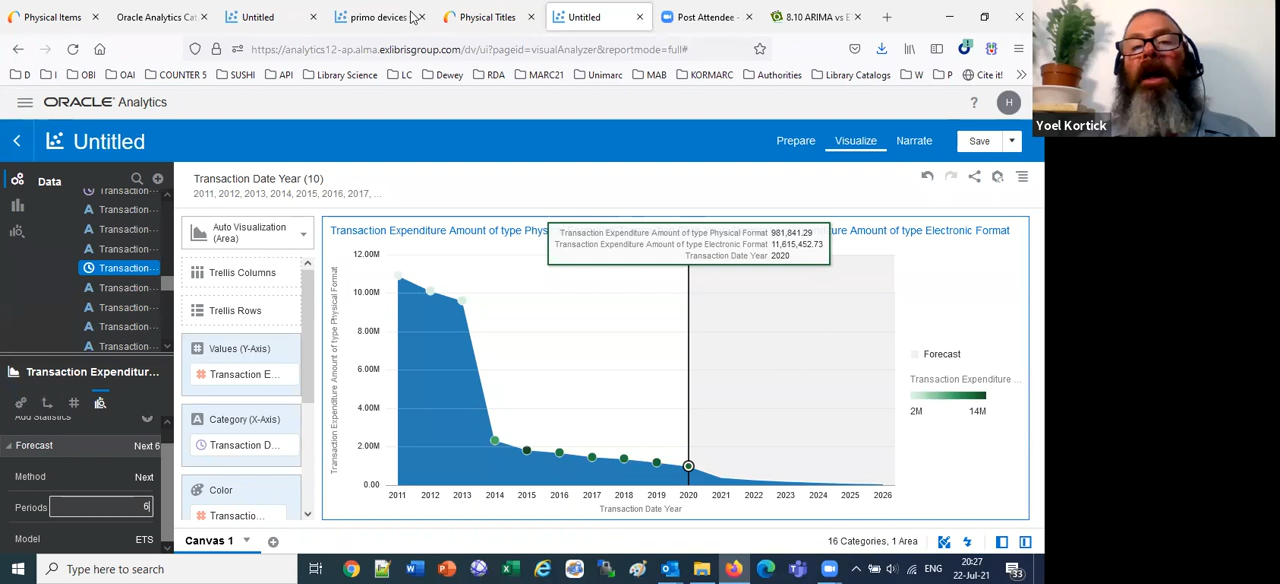 Physical Items
Oracle Analytics Cat
Untitled
primo devices
Physical Titles
Untitled
Post Attendee -
8.10 ARIMA vs E
https://analytics12-ap.alma.exlibrisgroup.com/dv/ui?pageid=visualAnalyzer&reportmode=full#
D
I
OBI
OAI
COUNTER 5
SUSHI
API
Library Science
LC
Dewey
RDA
MARC21
Unimarc
MAB
KORMARC
Authorities
Library Catalogs
W
P
Cite it!
ORACLE Analytics
?
H
Yoel Kortick
Untitled
Prepare
Visualize
Narrate
Save
Data
Transaction Date Year (10)
2011, 2012, 2013, 2014, 2015, 2016, 2017, ...
Transaction...
A Transaction...
A Transaction...
A Transaction...
Transaction...
A Transaction...
A Transaction...
A Transaction...
A Transaction...
Auto Visualization
(Area)
Trellis Columns
Trellis Rows
Values (Y-Axis)
Transaction E...
Category (X-Axis)
Transaction D...
Color
Transactio...
Transaction Expenditur...
Add Statistics
Forecast Next 6
Method Next
Periods 6
Model ETS
Transaction Expenditure Amount of type Phys
ure Amount of type Electronic Format
Transaction Expenditure Amount of type Physical Format 981,841.29
Transaction Expenditure Amount of type Electronic Format 11,615,452.73
Transaction Date Year 2020
Transaction Expenditure Amount of type Physical Format
12.00M
10.00M
8.00M
6.00M
4.00M
2.00M
0.00
2011 2012 2013 2014 2015 2016 2017 2018 2019 2020 2021 2022 2023 2024 2025 2026
Transaction Date Year
Forecast
Transaction Expenditure ...
2M 14M
Canvas 1
16 Categories, 1 Area
Type here to search
ENG
20:27
22-Jul-21
33